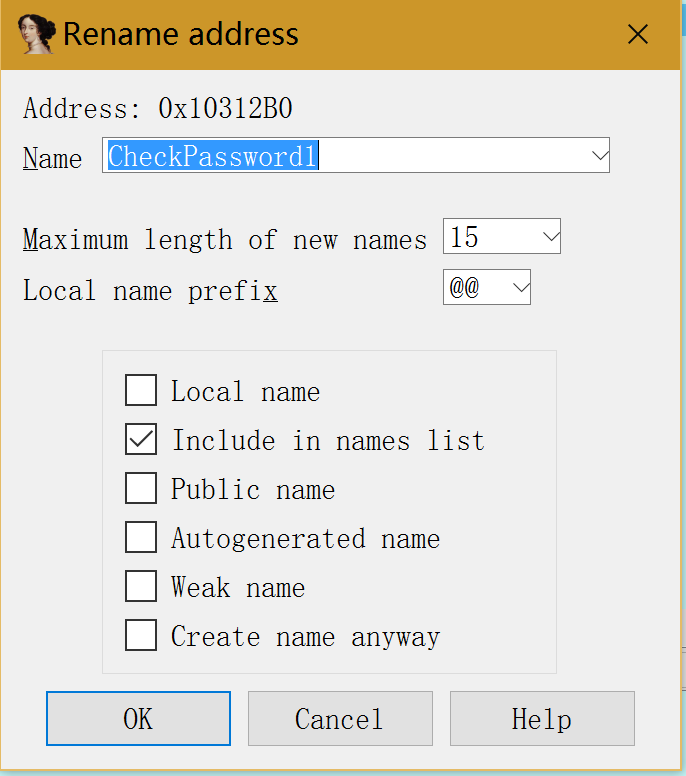 Rename address
Address: 0x10312B0
Name CheckPassword1
Maximum length of new names 15
Local name prefix @@
Local name
Include in names list
Public name
Autogenerated name
Weak name
Create name anyway
OK Cancel Help